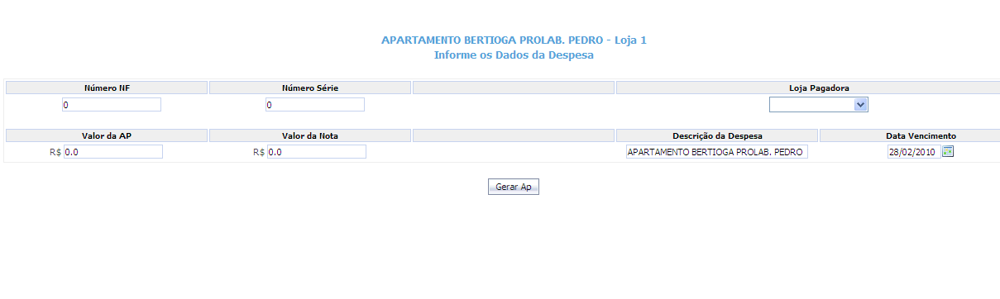 APARTAMENTO BERTIOGA PROLAB. PEDRO - Loja 1
Informe os Dados da Despesa
Número NF Número Série Loja Pagadora
0 0
Valor da AP Valor da Nota Descrição da Despesa Data Vencimento
R$ 0.0 R$ 0.0 APARTAMENTO BERTIOGA PROLAB. PEDRO 28/02/2010
Gerar Ap